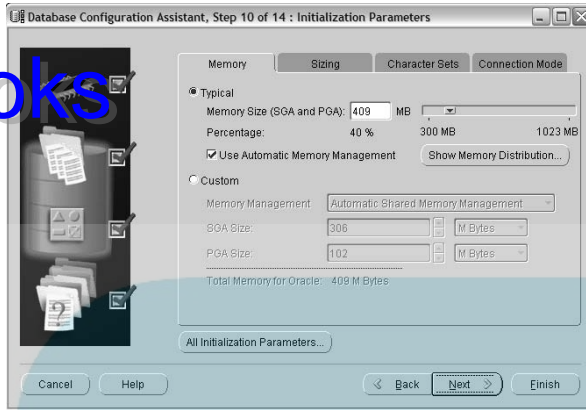 Database Configuration Assistant, Step 10 of 14 : Initialization Parameters
oks
Memory Sizing Character Sets Connection Mode
Typical
Memory Size (SGA and PGA): 409 MB
Percentage: 40 % 300 MB 1023 MB
Use Automatic Memory Management Show Memory Distribution...
Custom
Memory Management Automatic Shared Memory Management
SGA Size: 306 M Bytes
PGA Size: 102 M Bytes
Total Memory for Oracle: 409 M Bytes
?
All Initialization Parameters...
Cancel Help Back Next Finish